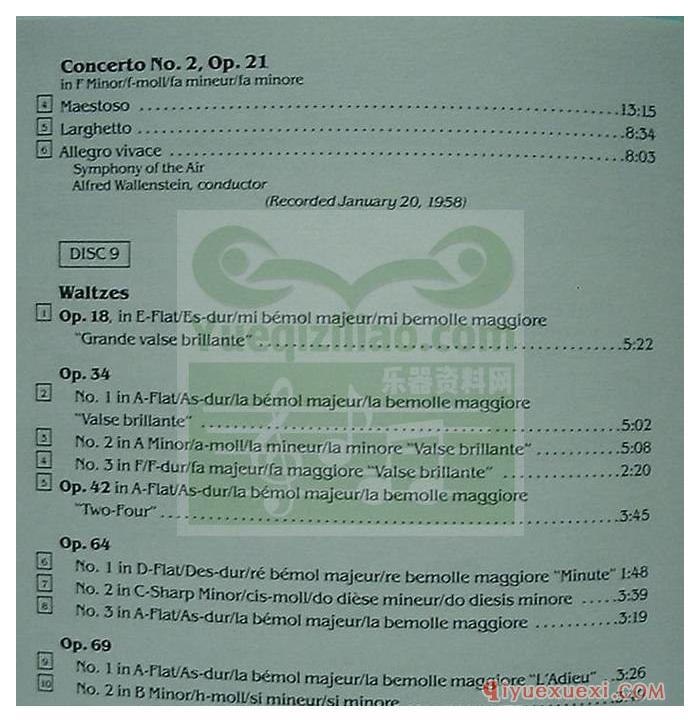 Concerto No. 2, Op. 21
in F Minor/f-moll/fa mineur/fa minore
4 Maestoso ..........13:15
5 Larghetto ..........8:34
6 Allegro vivace ..........8:03
Symphony of the Air
Alfred Wallenstein, conductor
(Recorded January 20, 1958)
DISC 9
Waltzes
1 Op. 18, in E-Flat/Es-dur/mi bémol majeur/mi bemolle maggiore
"Grande valse brillante" ..........5:22
Op. 34
2 No. 1 in A-Flat/As-dur/la bémol majeur/la bemolle maggiore
"Valse brillante" ..........5:02
3 No. 2 in A Minor/a-moll/la mineur/la minore "Valse brillante" ..........5:08
4 No. 3 in F/F-dur/fa majeur/fa maggiore "Valse brillante" ..........2:20
5 Op. 42 in A-Flat/As-dur/la bémol majeur/la bemolle maggiore
"Two-Four" ..........3:45
Op. 64
6 No. 1 in D-Flat/Des-dur/ré bémol majeur/re bemolle maggiore "Minute" 1:48
7 No. 2 in C-Sharp Minor/cis-moll/do dièse mineur/do diesis minore .....3:39
8 No. 3 in A-Flat/As-dur/la bémol majeur/la bemolle maggiore ..........3:19
Op. 69
9 No. 1 in A-Flat/As-dur/la bémol majeur/la bemolle maggiore "L'Adieu" ..3:26
10 No. 2 in B Minor/h-moll/si mineur/si minore
Yueqiziliao.com
乐器资料网
qiyuexuexi.com